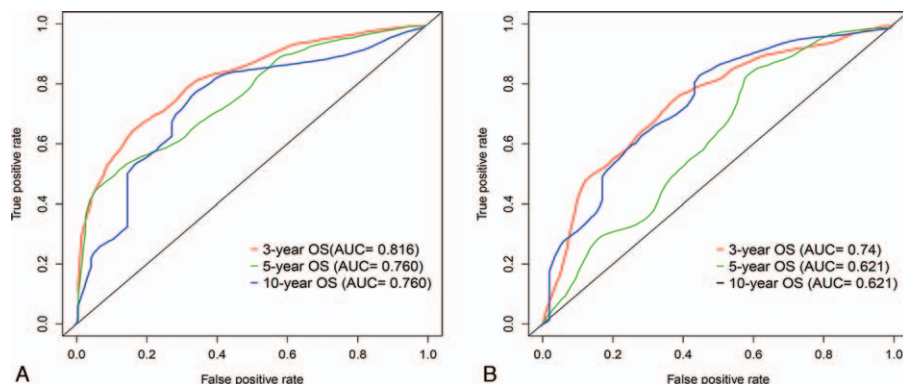 1.0
0.8
0.6
0.4
0.2
0.0
True positive rate
3-year OS(AUC= 0.816)
5-year OS (AUC= 0.760)
10-year OS (AUC= 0.760)
0.0 0.2 0.4 0.6 0.8 1.0
False positive rate
A
1.0
0.8
0.6
0.4
0.2
0.0
True positive rate
3-year OS (AUC= 0.74)
5-year OS (AUC= 0.621)
10-year OS (AUC= 0.621)
0.0 0.2 0.4 0.6 0.8 1.0
False positive rate
B